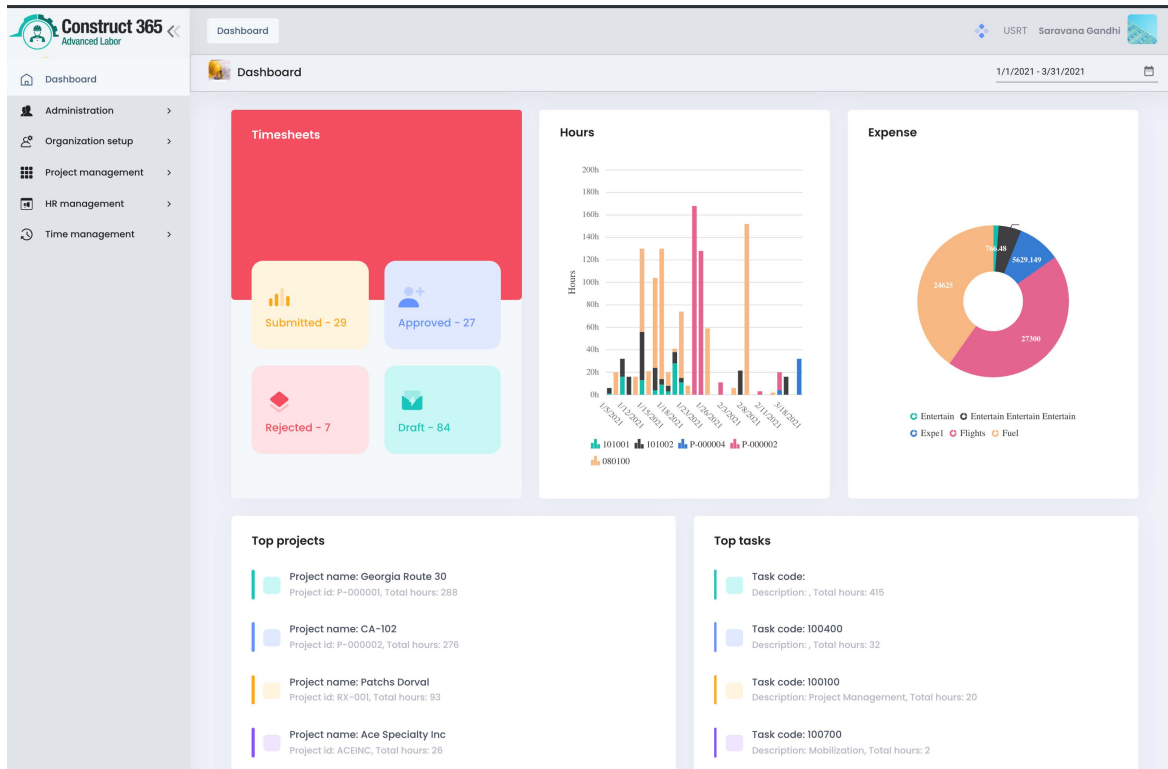 Construct 365
Advanced Labor
Dashboard
USRT Saravana Gandhi
Dashboard
Administration
Organization setup
Project management
HR management
Time management
Dashboard
1/1/2021 - 3/31/2021
Timesheets
Submitted - 29
Approved - 27
Rejected - 7
Draft - 84
Hours
200h
180h
160h
140h
120h
100h
80h
60h
40h
20h
0h
Hours
1/5/2021
1/12/2021
1/15/2021
1/18/2021
1/23/2021
1/26/2021
2/3/2021
2/8/2021
2/11/2021
3/18/2021
101001 101002 P-000004 P-000002
080100
Expense
766.48
5629.149
24625
27300
Entertain Entertain Entertain Entertain
Expe1 Flights Fuel
Top projects
Project name: Georgia Route 30
Project id: P-000001, Total hours: 288
Project name: CA-102
Project id: P-000002, Total hours: 276
Project name: Patchs Dorval
Project id: RX-001, Total hours: 93
Project name: Ace Specialty Inc
Project id: ACEINC, Total hours: 26
Top tasks
Task code:
Description: , Total hours: 415
Task code: 100400
Description: , Total hours: 32
Task code: 100100
Description: Project Management, Total hours: 20
Task code: 100700
Description: Mobilization, Total hours: 2